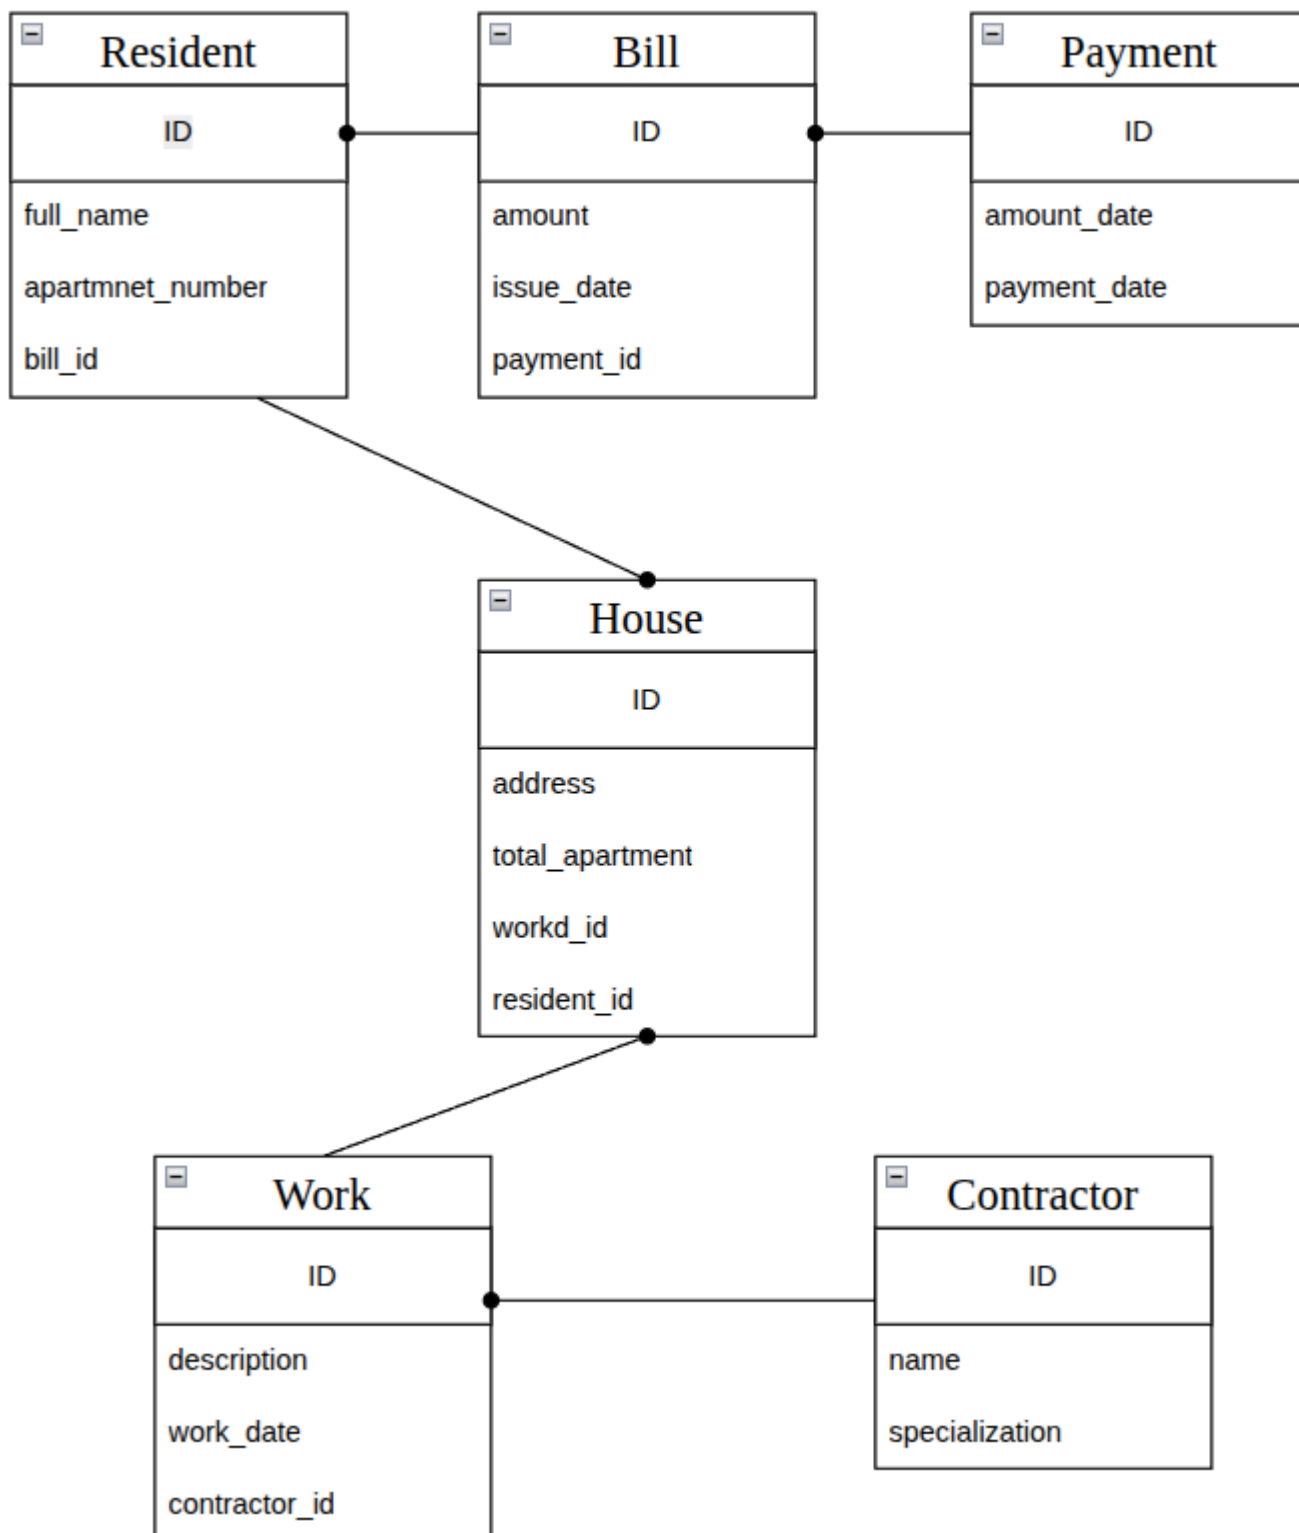 Resident
ID
full_name
apartmnet_number
bill_id
Bill
ID
amount
issue_date
payment_id
Payment
ID
amount_date
payment_date
House
ID
address
total_apartment
workd_id
resident_id
Work
ID
description
work_date
contractor_id
Contractor
ID
name
specialization